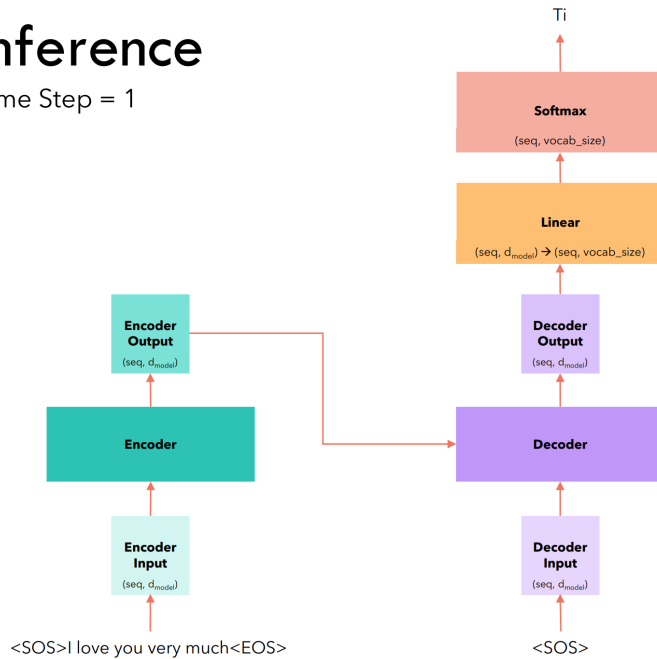 nference
me Step = 1
Ti
Softmax
(seq, vocab_size)
Linear
(seq, dmodel) → (seq, vocab_size)
Encoder
Output
(seq, dmodel)
Decoder
Output
(seq, dmodel)
Encoder
Decoder
Encoder
Input
(seq, dmodel)
Decoder
Input
(seq, dmodel)
<SOS>I love you very much<EOS>
<SOS>